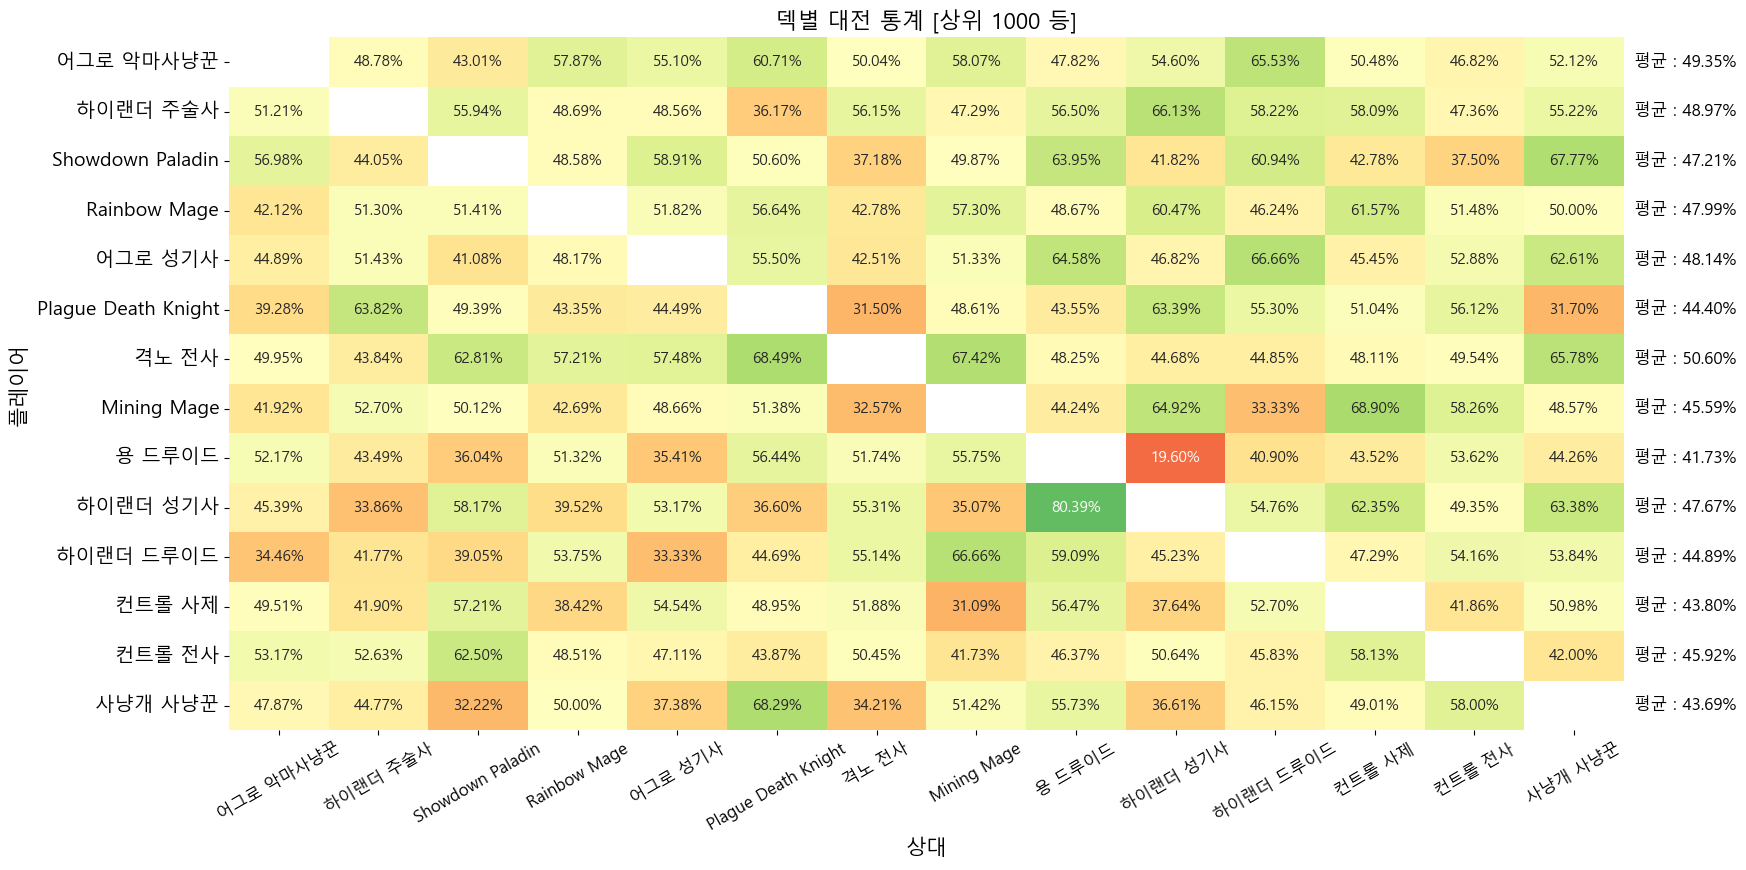 덱별 대전 통계 [상위 1000 등]
플레이어
어그로 악마사냥꾼 48.78% 43.01% 57.87% 55.10% 60.71% 50.04% 58.07% 47.82% 54.60% 65.53% 50.48% 46.82% 52.12% 평균 : 49.35%
하이랜더 주술사 51.21% 55.94% 48.69% 48.56% 36.17% 56.15% 47.29% 56.50% 66.13% 58.22% 58.09% 47.36% 55.22% 평균 : 48.97%
Showdown Paladin 56.98% 44.05% 48.58% 58.91% 50.60% 37.18% 49.87% 63.95% 41.82% 60.94% 42.78% 37.50% 67.77% 평균 : 47.21%
Rainbow Mage 42.12% 51.30% 51.41% 51.82% 56.64% 42.78% 57.30% 48.67% 60.47% 46.24% 61.57% 51.48% 50.00% 평균 : 47.99%
어그로 성기사 44.89% 51.43% 41.08% 48.17% 55.50% 42.51% 51.33% 64.58% 46.82% 66.66% 45.45% 52.88% 62.61% 평균 : 48.14%
Plague Death Knight 39.28% 63.82% 49.39% 43.35% 44.49% 31.50% 48.61% 43.55% 63.39% 55.30% 51.04% 56.12% 31.70% 평균 : 44.40%
격노 전사 49.95% 43.84% 62.81% 57.21% 57.48% 68.49% 67.42% 48.25% 44.68% 44.85% 48.11% 49.54% 65.78% 평균 : 50.60%
Mining Mage 41.92% 52.70% 50.12% 42.69% 48.66% 51.38% 32.57% 44.24% 64.92% 33.33% 68.90% 58.26% 48.57% 평균 : 45.59%
용 드루이드 52.17% 43.49% 36.04% 51.32% 35.41% 56.44% 51.74% 55.75% 19.60% 40.90% 43.52% 53.62% 44.26% 평균 : 41.73%
하이랜더 성기사 45.39% 33.86% 58.17% 39.52% 53.17% 36.60% 55.31% 35.07% 80.39% 54.76% 62.35% 49.35% 63.38% 평균 : 47.67%
하이랜더 드루이드 34.46% 41.77% 39.05% 53.75% 33.33% 44.69% 55.14% 66.66% 59.09% 45.23% 47.29% 54.16% 53.84% 평균 : 44.89%
컨트롤 사제 49.51% 41.90% 57.21% 38.42% 54.54% 48.95% 51.88% 31.09% 56.47% 37.64% 52.70% 41.86% 50.98% 평균 : 43.80%
컨트롤 전사 53.17% 52.63% 62.50% 48.51% 47.11% 43.87% 50.45% 41.73% 46.37% 50.64% 45.83% 58.13% 42.00% 평균 : 45.92%
사냥개 사냥꾼 47.87% 44.77% 32.22% 50.00% 37.38% 68.29% 34.21% 51.42% 55.73% 36.61% 46.15% 49.01% 58.00% 평균 : 43.69%
어그로 악마사냥꾼 하이랜더 주술사 Showdown Paladin Rainbow Mage 어그로 성기사 Plague Death Knight 격노 전사 Mining Mage 용 드루이드 하이랜더 성기사 하이랜더 드루이드 컨트롤 사제 컨트롤 전사 사냥개 사냥꾼
상대